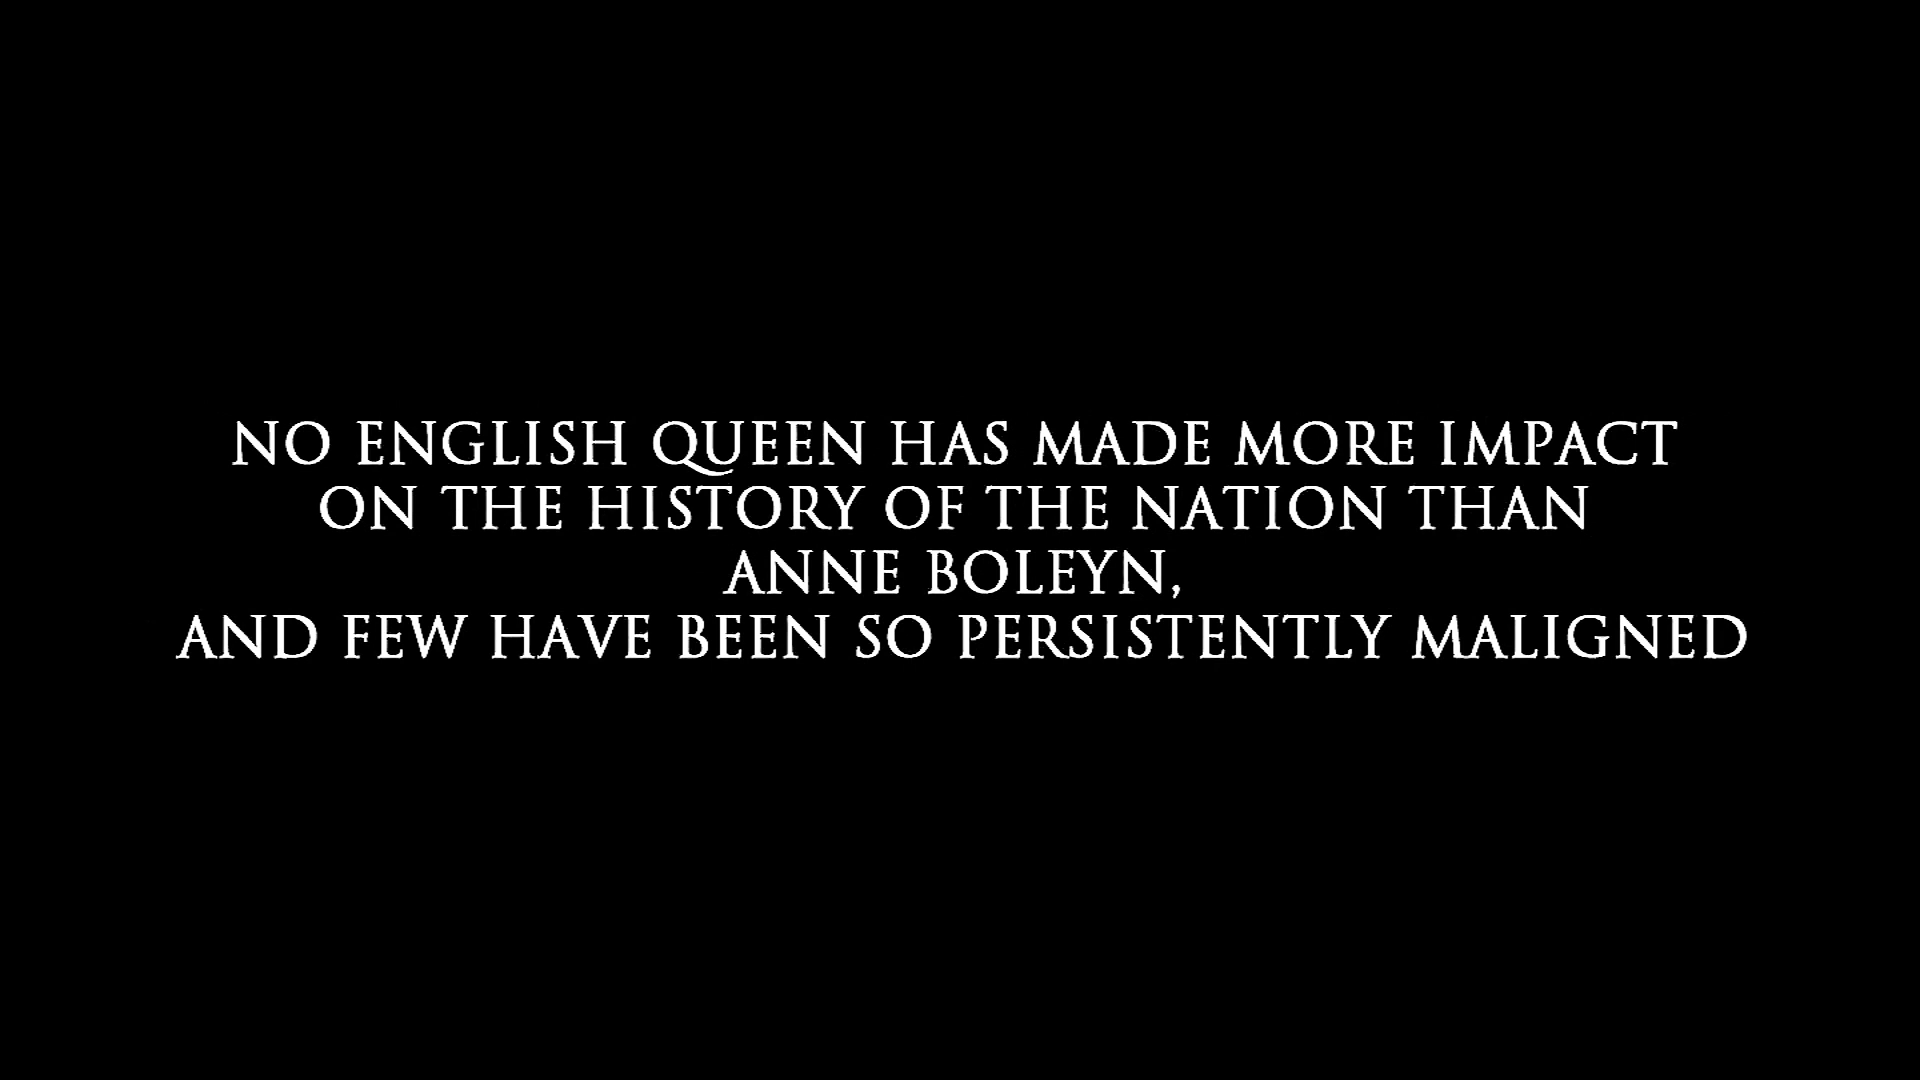 NO ENGLISH QUEEN HAS MADE MORE IMPACT
ON THE HISTORY OF THE NATION THAN
ANNE BOLEYN,
AND FEW HAVE BEEN SO PERSISTENTLY MALIGNED